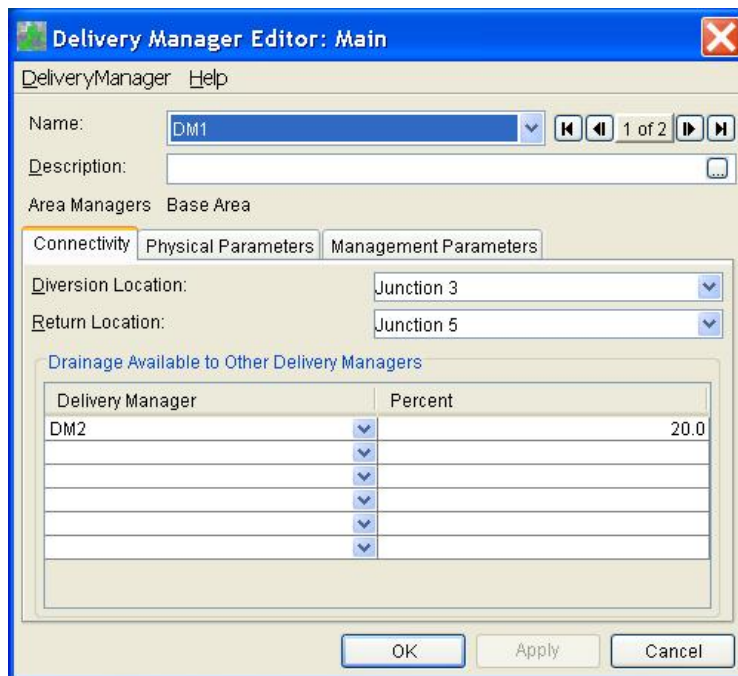 Delivery Manager Editor: Main
DeliveryManager Help
Name: DM1 1 of 2
Description: ...
Area Managers Base Area
Connectivity Physical Parameters Management Parameters
Diversion Location: Junction 3
Return Location: Junction 5
Drainage Available to Other Delivery Managers
Delivery Manager Percent
DM2 20.0
OK Apply Cancel